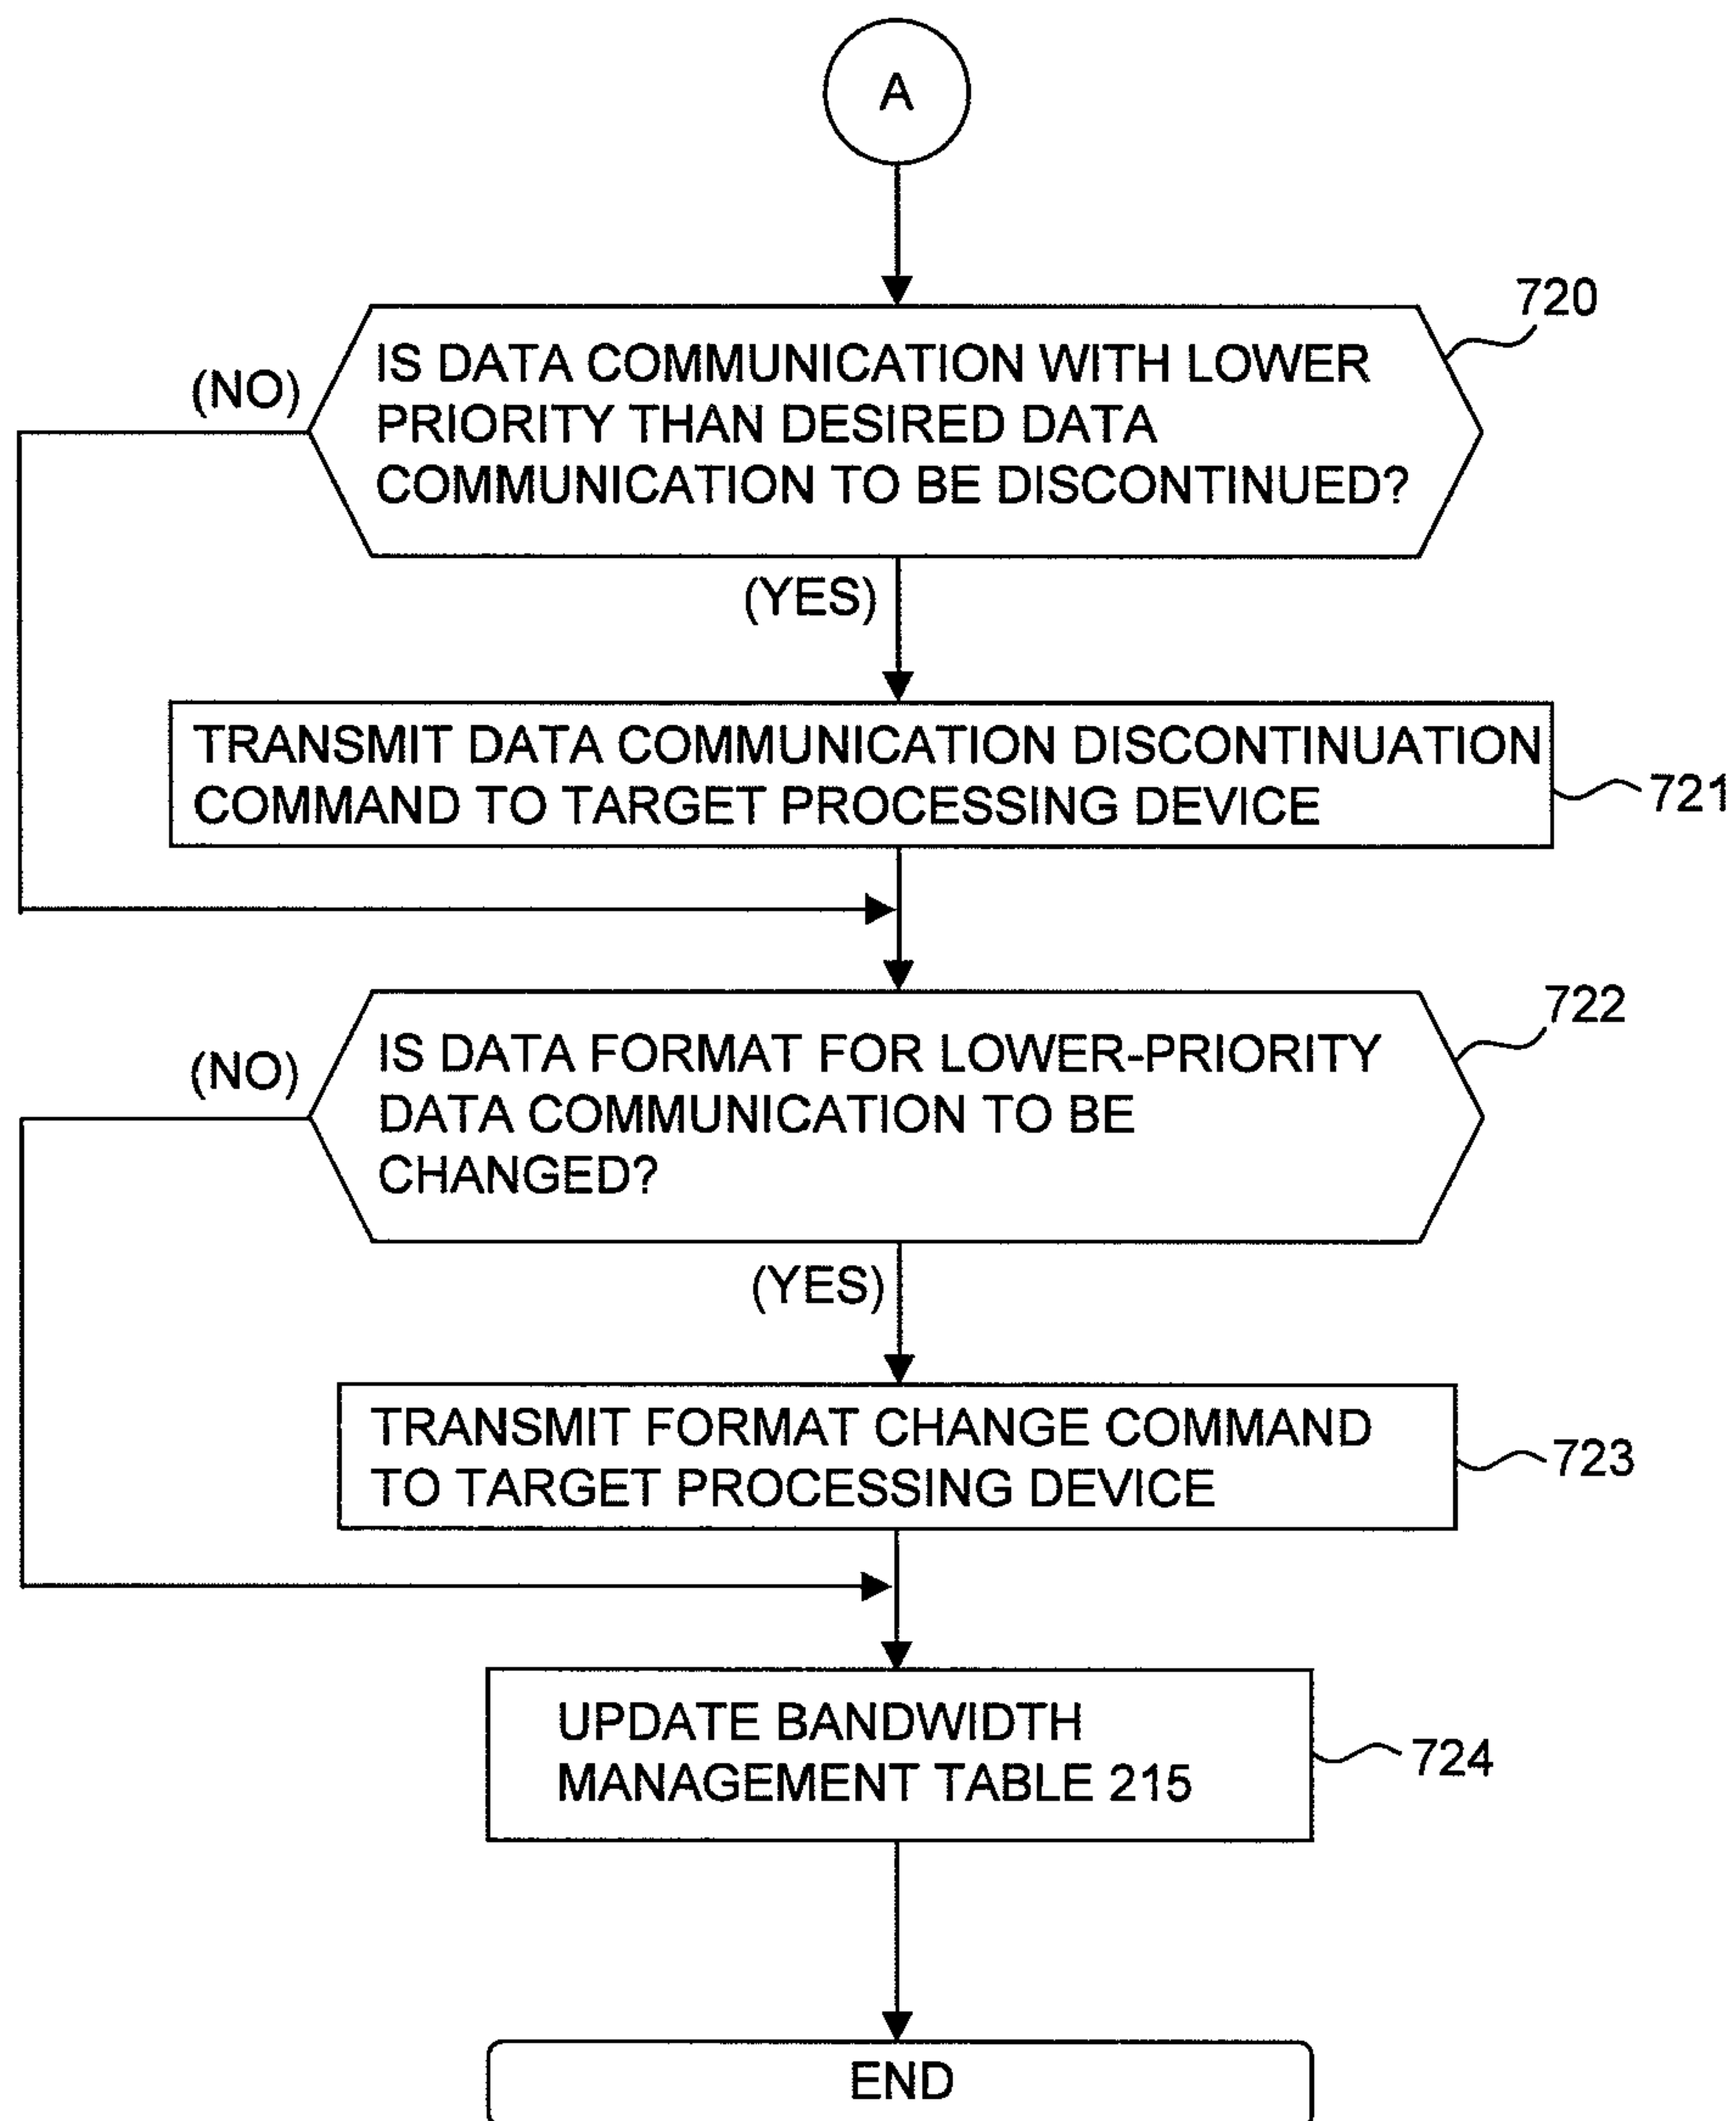 A
720
(NO)
IS DATA COMMUNICATION WITH LOWER
PRIORITY THAN DESIRED DATA
COMMUNICATION TO BE DISCONTINUED?
(YES)
TRANSMIT DATA COMMUNICATION DISCONTINUATION
COMMAND TO TARGET PROCESSING DEVICE
721
722
(NO)
IS DATA FORMAT FOR LOWER-PRIORITY
DATA COMMUNICATION TO BE
CHANGED?
(YES)
TRANSMIT FORMAT CHANGE COMMAND
TO TARGET PROCESSING DEVICE
723
UPDATE BANDWIDTH
MANAGEMENT TABLE 215
724
END